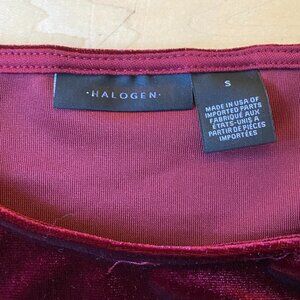 ·HALOGEN·
S
MADE IN USA OF
IMPORTED PARTS
FABRIQUÉ AUX
ÉTATS-UNIS A
PARTIR DE PIÈCES
IMPORTÉES